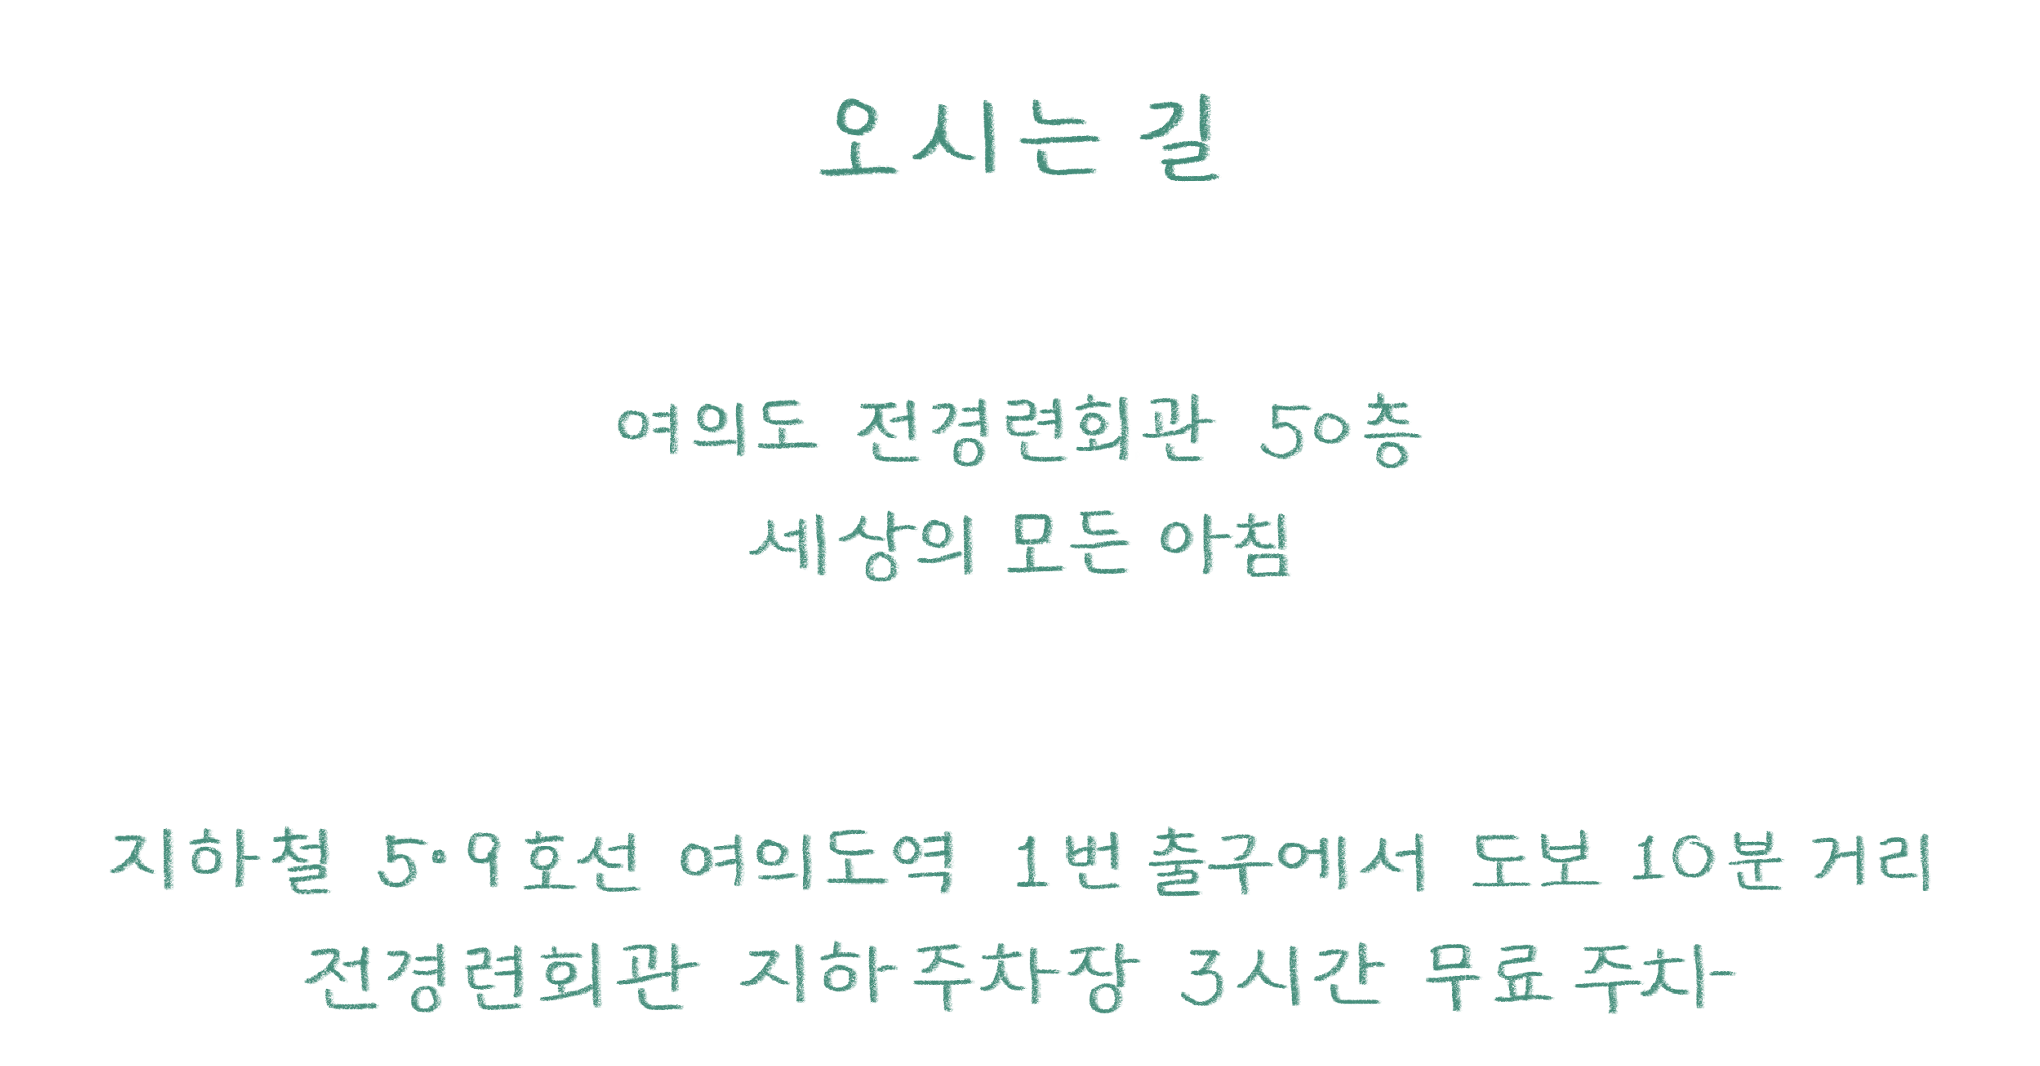 오시는 길
여의도 전경련회관 50층
세상의 모든 아침
지하철 5·9호선 여의도역 1번 출구에서 도보 10분 거리
전경련회관 지하 주차장 3시간 무료 주차